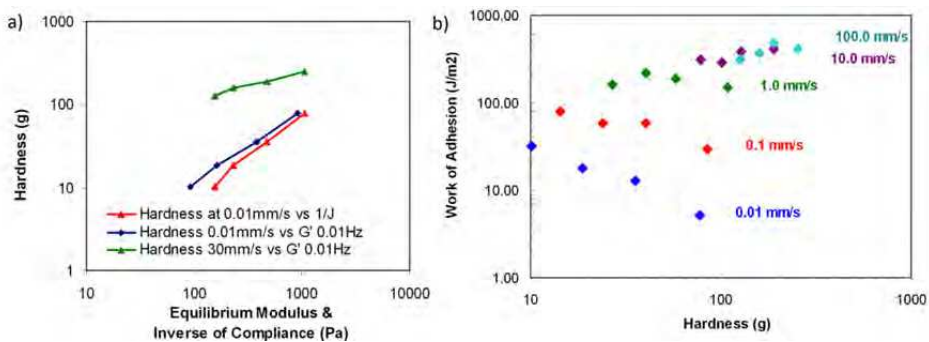 a)
1000
100
10
1
Hardness (g)
Hardness at 0.01mm/s vs 1/J
Hardness 0.01mm/s vs G' 0.01Hz
Hardness 30mm/s vs G' 0.01Hz
10 100 1000 10000
Equilibrium Modulus &
Inverse of Compliance (Pa)
b)
1000.00
100.00
10.00
1.00
Work of Adhesion (J/m2)
100.0 mm/s
10.0 mm/s
1.0 mm/s
0.1 mm/s
0.01 mm/s
10 100 1000
Hardness (g)